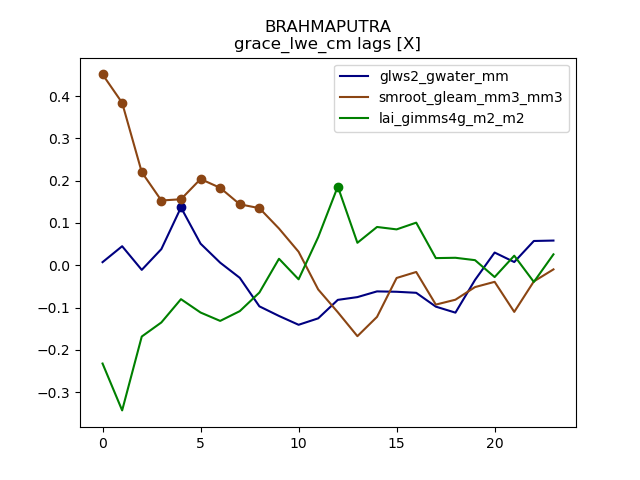 BRAHMAPUTRA
grace_lwe_cm lags [X]
glws2_gwater_mm
smroot_gleam_mm3_mm3
lai_gimms4g_m2_m2
0.4
0.3
0.2
0.1
0.0
−0.1
−0.2
−0.3
0 5 10 15 20